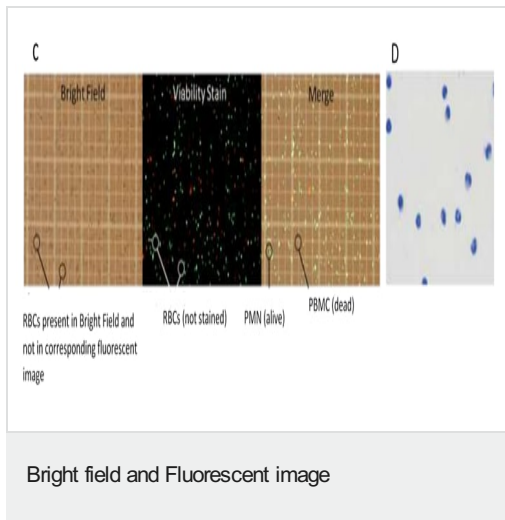 C
D
Bright Field
Viability Stain
Merge
RBCs present in Bright Field and
not in corresponding fluorescent
image
RBCs (not stained)
PMN (alive)
PBMC (dead)
Bright field and Fluorescent image